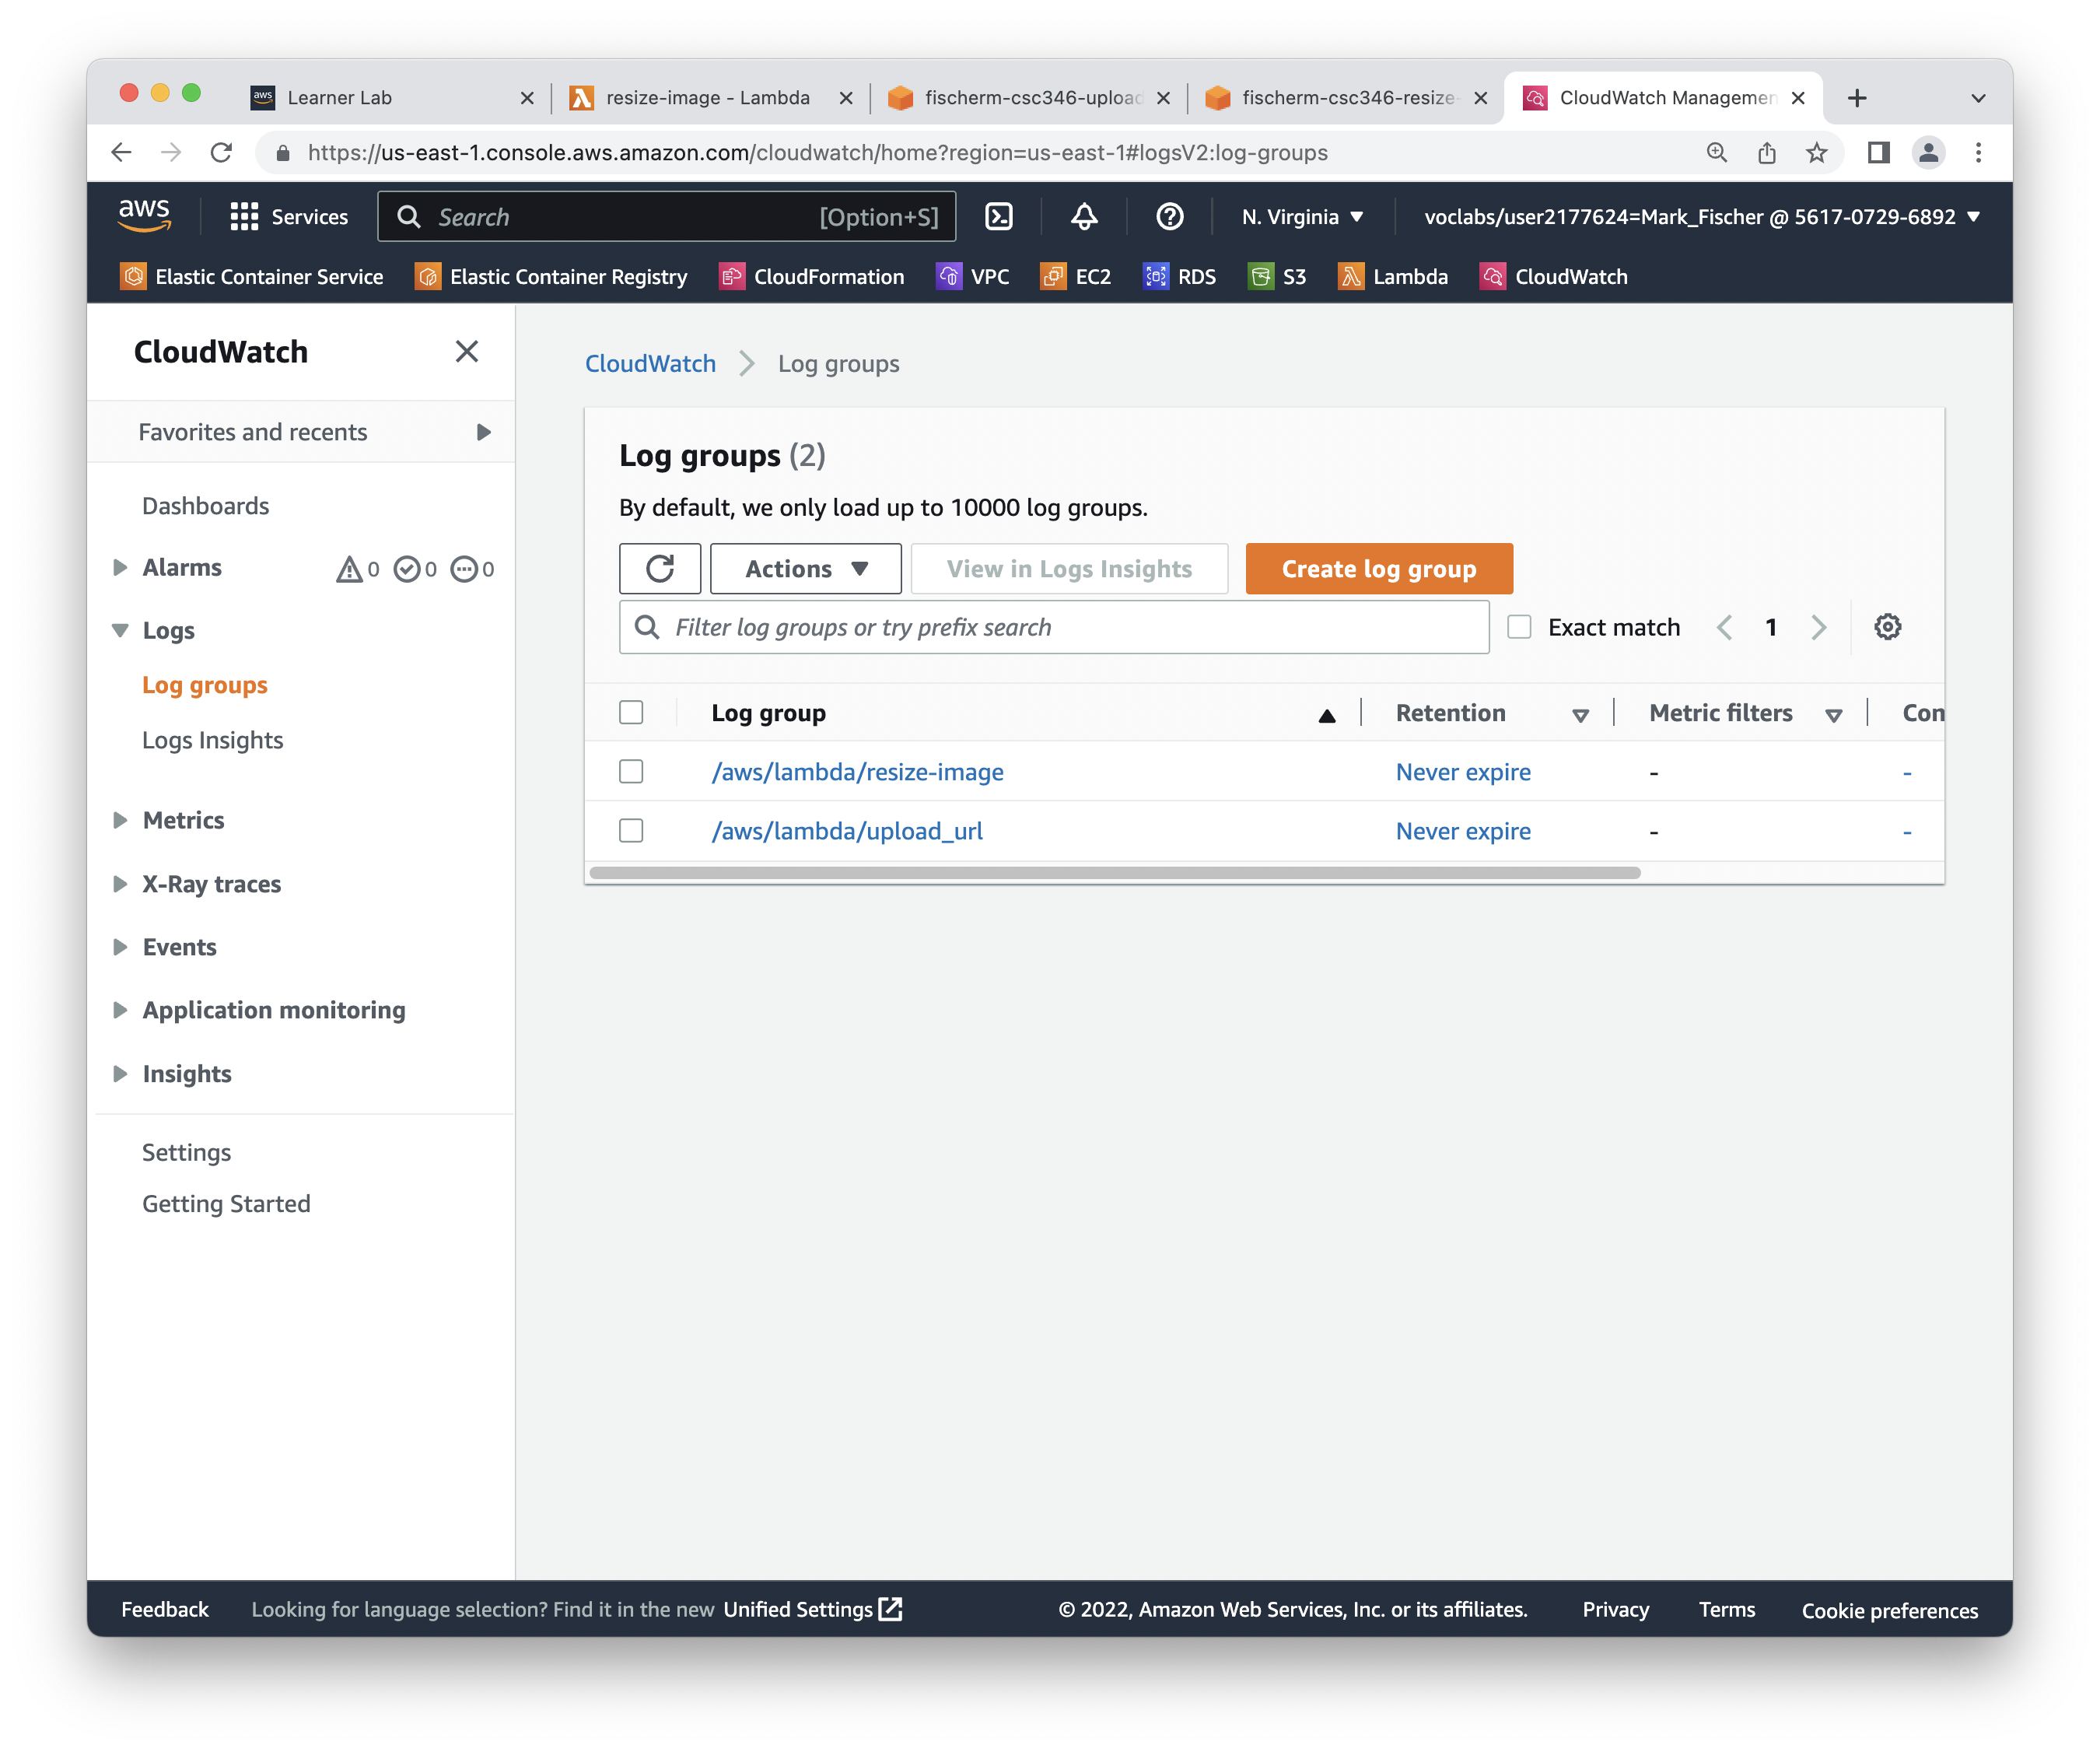 aws Learner Lab
resize-image - Lambda
fischerm-csc346-upload
fischerm-csc346-resize-
CloudWatch Managemen
https://us-east-1.console.aws.amazon.com/cloudwatch/home?region=us-east-1#logsV2:log-groups
aws Services Search [Option+S] N. Virginia voclabs/user2177624=Mark_Fischer @ 5617-0729-6892
Elastic Container Service Elastic Container Registry CloudFormation VPC EC2 RDS S3 Lambda CloudWatch
CloudWatch
Favorites and recents
Dashboards
Alarms 0 0 0
Logs
Log groups
Logs Insights
Metrics
X-Ray traces
Events
Application monitoring
Insights
Settings
Getting Started
CloudWatch Log groups
Log groups (2)
By default, we only load up to 10000 log groups.
Actions View in Logs Insights Create log group
Filter log groups or try prefix search Exact match 1
Log group Retention Metric filters Con
/aws/lambda/resize-image Never expire - -
/aws/lambda/upload_url Never expire - -
Feedback Looking for language selection? Find it in the new Unified Settings © 2022, Amazon Web Services, Inc. or its affiliates. Privacy Terms Cookie preferences